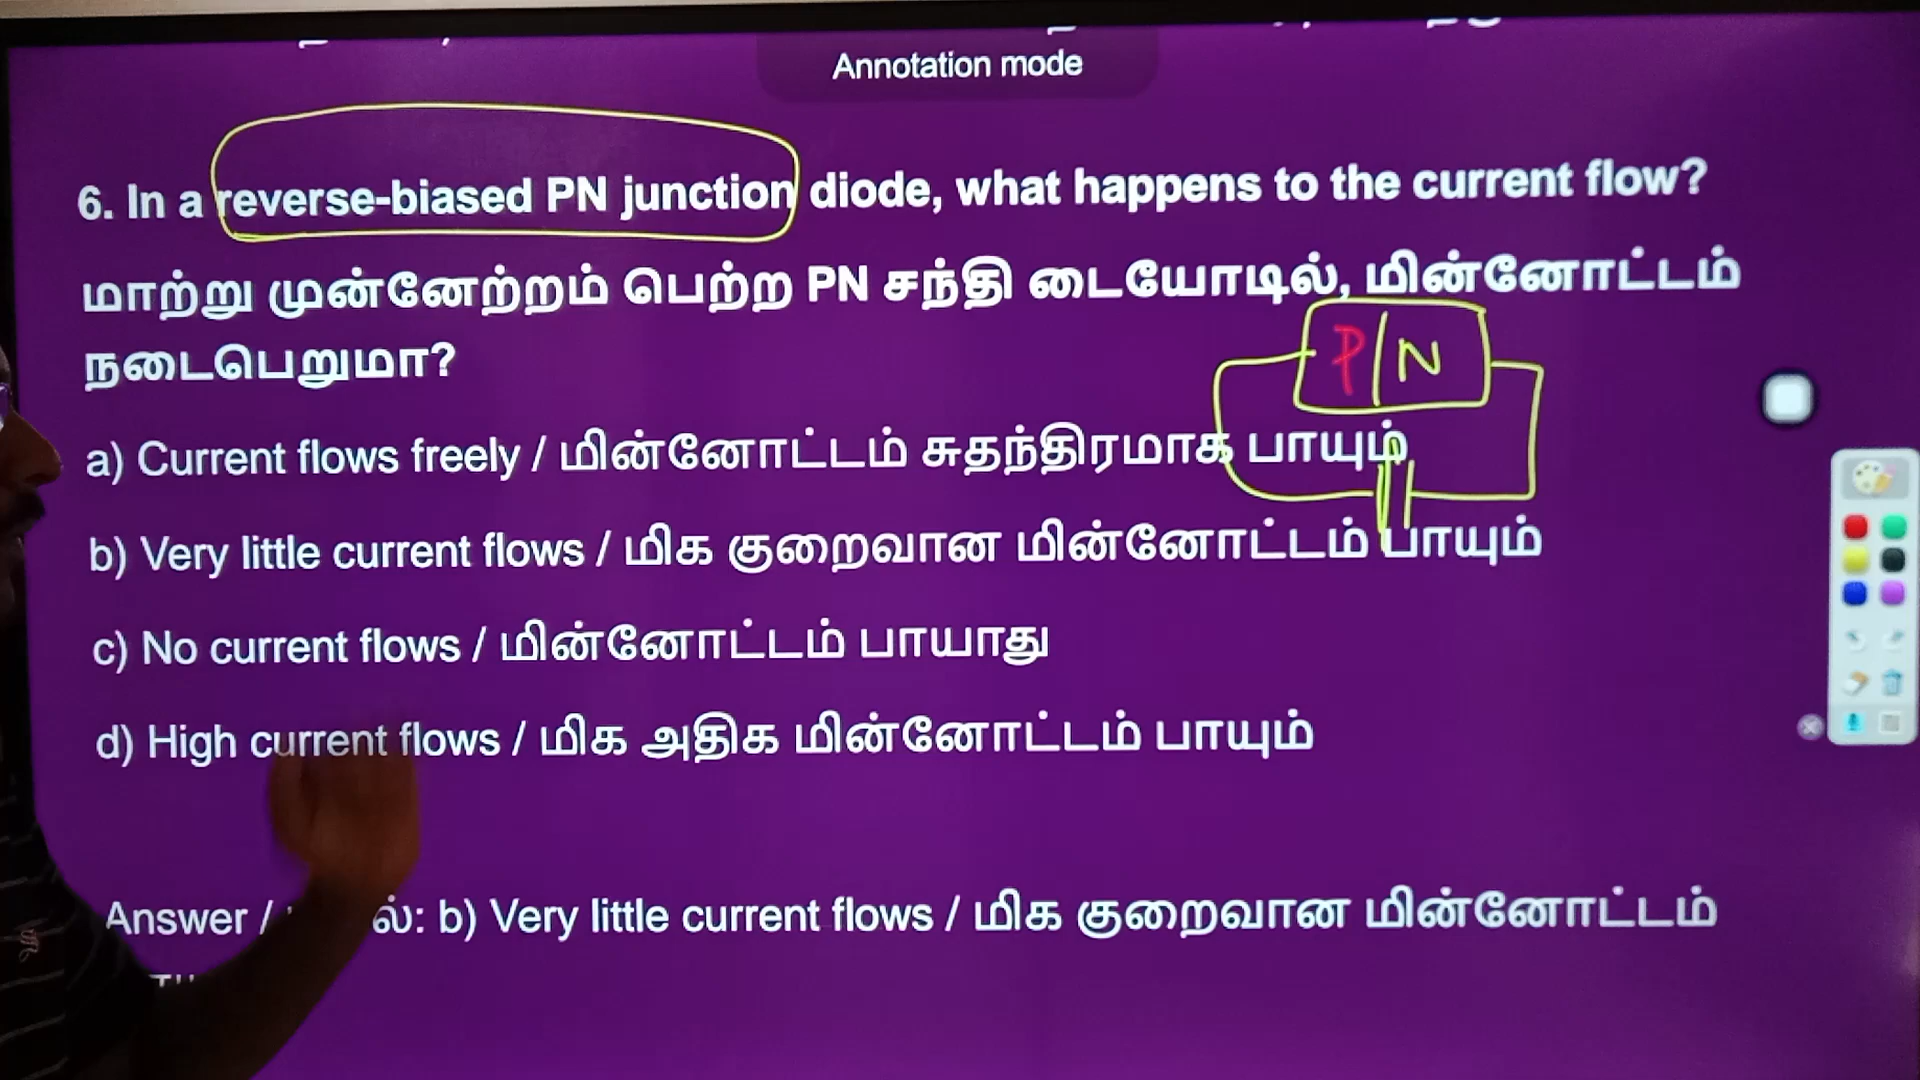 Annotation mode
6. In a reverse-biased PN junction diode, what happens to the current flow?
மாற்று முன்னேற்றம் பெற்ற PN சந்தி டையோடில், மின்னோட்டம்
நடைபெறுமா?
P N
a) Current flows freely / மின்னோட்டம் சுதந்திரமாக பாயும்
b) Very little current flows / மிக குறைவான மின்னோட்டம் பாயும்
c) No current flows / மின்னோட்டம் பாயாது
d) High current flows / மிக அதிக மின்னோட்டம் பாயும்
Answer / b) Very little current flows / மிக குறைவான மின்னோட்டம்